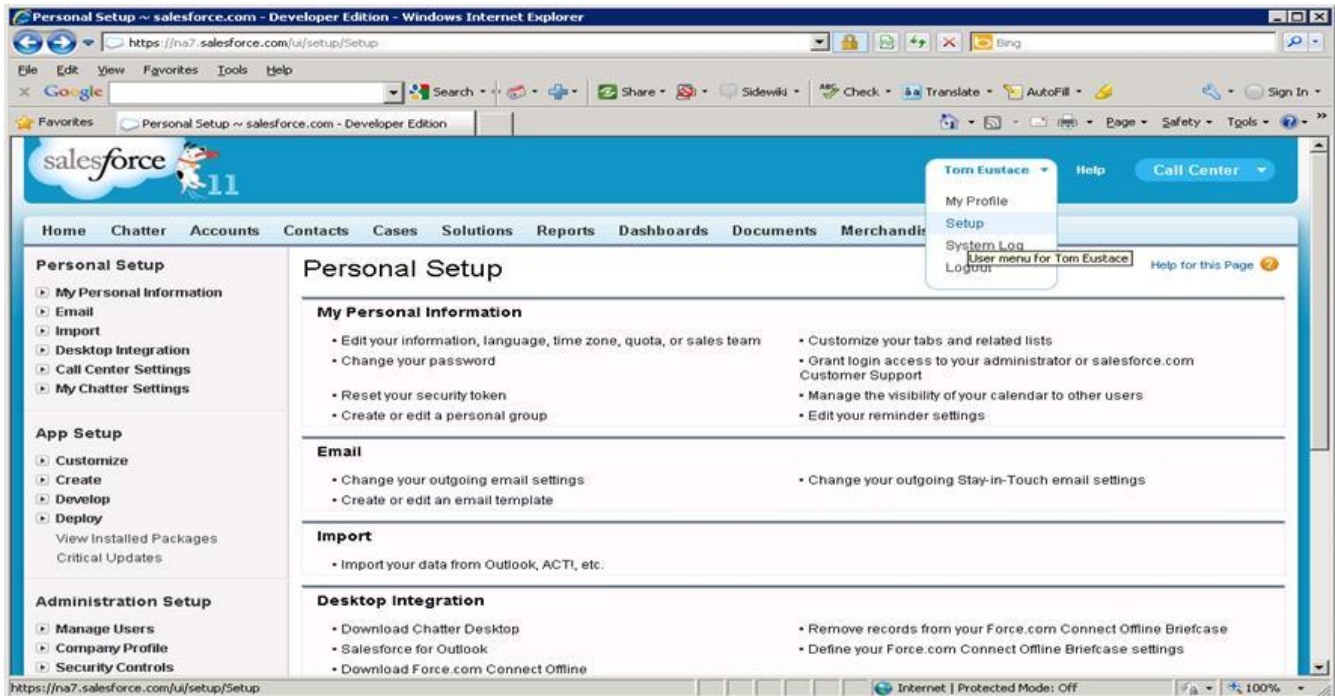 Personal Setup ~ salesforce.com - Developer Edition - Windows Internet Explorer
https://na7.salesforce.com/ui/setup/Setup
Bing
File Edit View Favorites Tools Help
Google Search Share Sidewiki Check Translate AutoFill Sign In
Favorites Personal Setup ~ salesforce.com - Developer Edition Page Safety Tools
salesforce 11
Tom Eustace Help Call Center
My Profile
Setup
System Log
User menu for Tom Eustace
Logout
Home Chatter Accounts Contacts Cases Solutions Reports Dashboards Documents Merchandis
Personal Setup
My Personal Information
Email
Import
Desktop Integration
Call Center Settings
My Chatter Settings
App Setup
Customize
Create
Develop
Deploy
View Installed Packages
Critical Updates
Administration Setup
Manage Users
Company Profile
Security Controls
Personal Setup
Help for this Page
My Personal Information
• Edit your information, language, time zone, quota, or sales team
• Customize your tabs and related lists
• Change your password
• Grant login access to your administrator or salesforce.com
Customer Support
• Reset your security token
• Manage the visibility of your calendar to other users
• Create or edit a personal group
• Edit your reminder settings
Email
• Change your outgoing email settings
• Change your outgoing Stay-in-Touch email settings
• Create or edit an email template
Import
• Import your data from Outlook, ACT!, etc.
Desktop Integration
• Download Chatter Desktop
• Remove records from your Force.com Connect Offline Briefcase
• Salesforce for Outlook
• Define your Force.com Connect Offline Briefcase settings
• Download Force.com Connect Offline
https://na7.salesforce.com/ui/setup/Setup
Internet | Protected Mode: Off
100%